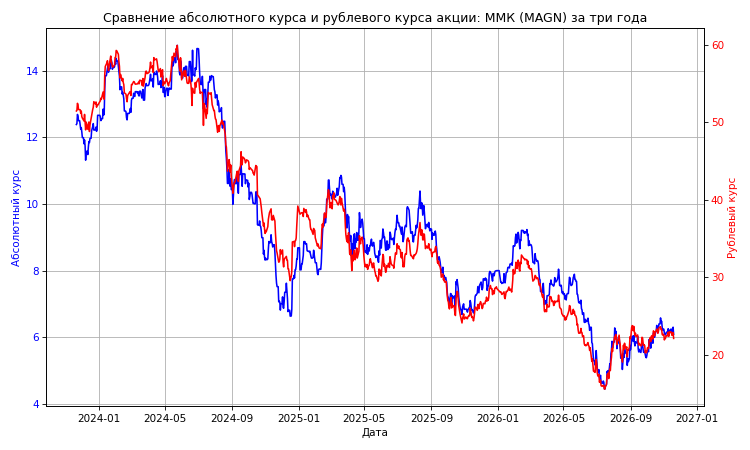 Сравнение абсолютного курса и рублевого курса акции: ММК (MAGN) за три года
Абсолютный курс
14
12
10
8
6
4
60
50
40
30
20
Рублевый курс
2024-01 2024-05 2024-09 2025-01 2025-05 2025-09 2026-01 2026-05 2026-09 2027-01
Дата